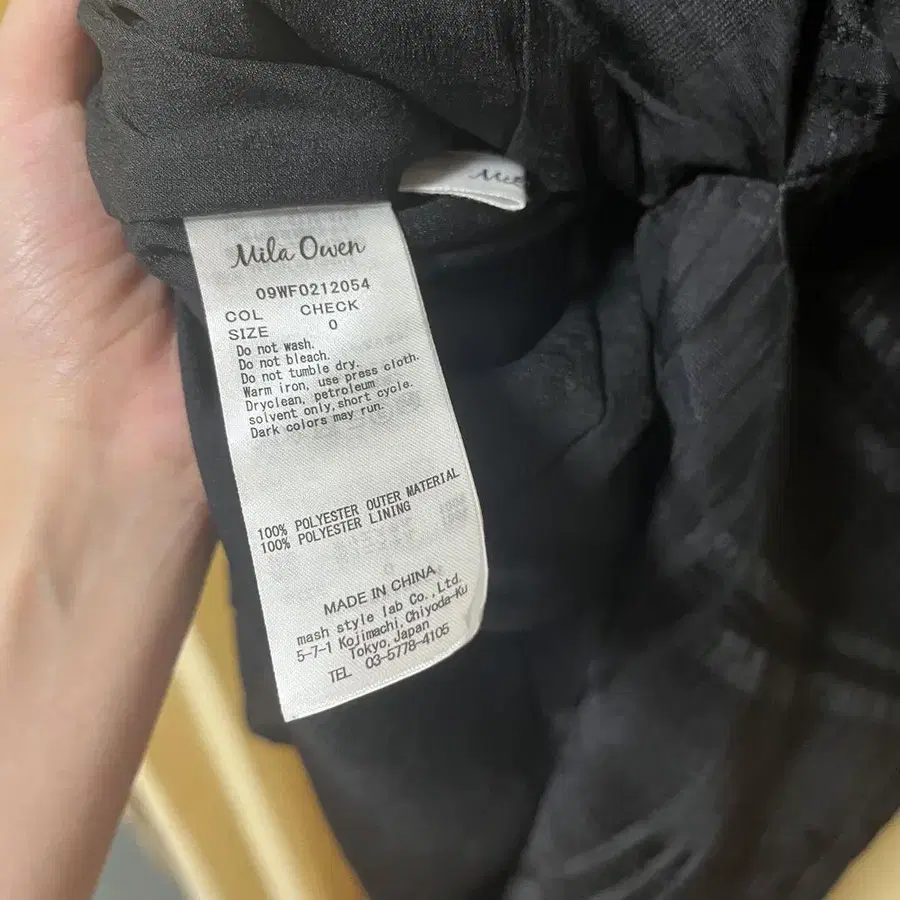 Mila Owen
09WF0212054
COL CHECK
SIZE 0
Do not wash.
Do not bleach.
Do not tumble dry.
Warm iron, use press cloth.
Dryclean, petroleum
solvent only, short cycle.
Dark colors may run.
100% POLYESTER OUTER MATERIAL
100% POLYESTER LINING
MADE IN CHINA
mash style lab Co., Ltd.
5-7-1 Kojimachi, Chiyoda-Ku
Tokyo, Japan
TEL 03-5778-4105